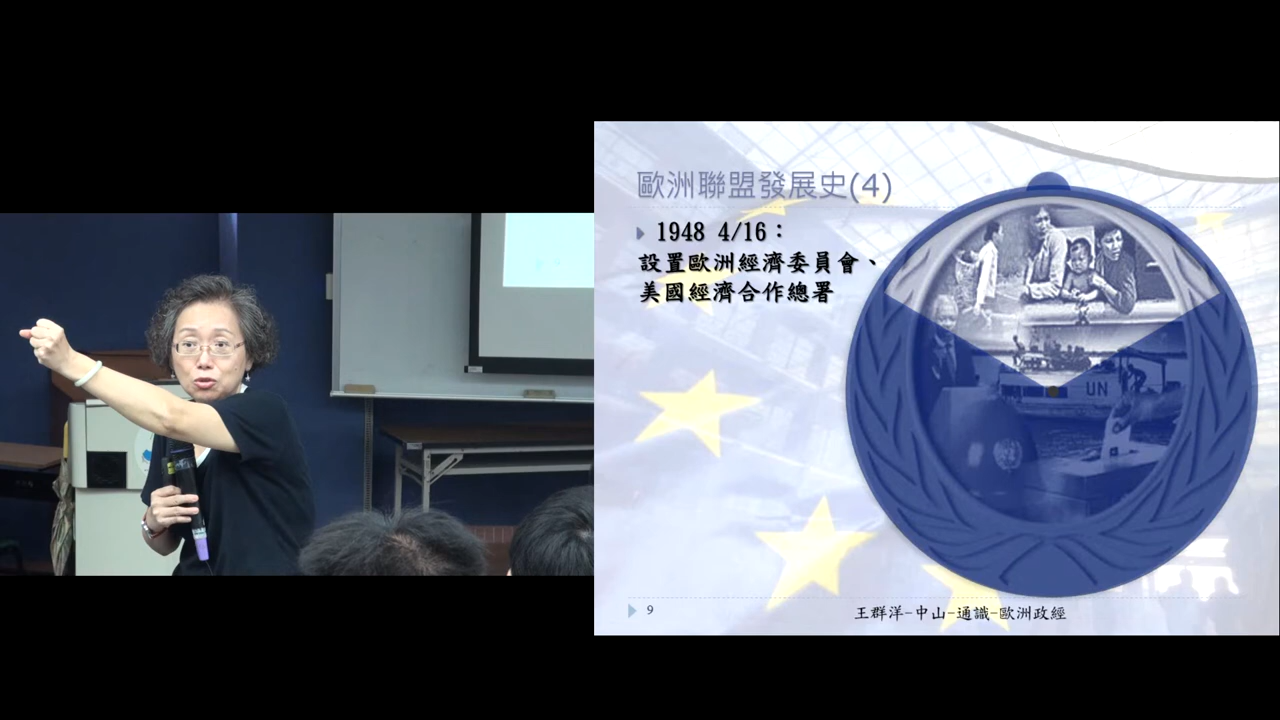 歐洲聯盟發展史(4)
1948 4/16：
設置歐洲經濟委員會、
美國經濟合作總署
UN
9
王群洋-中山-通識-歐洲政經